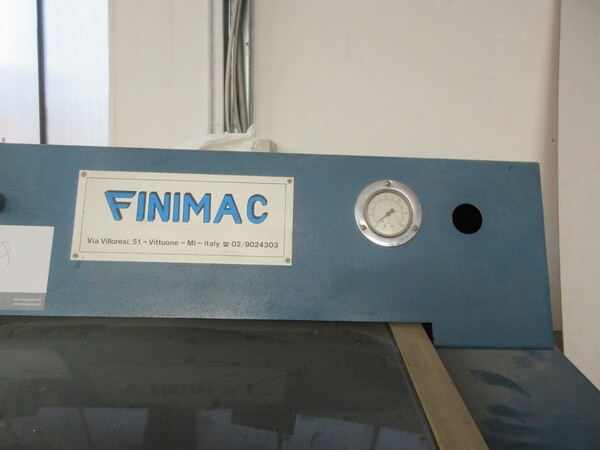 FINIMAC
Via Villoresi, 51 - Vittuone - MI - Italy ☎ 02/9024303